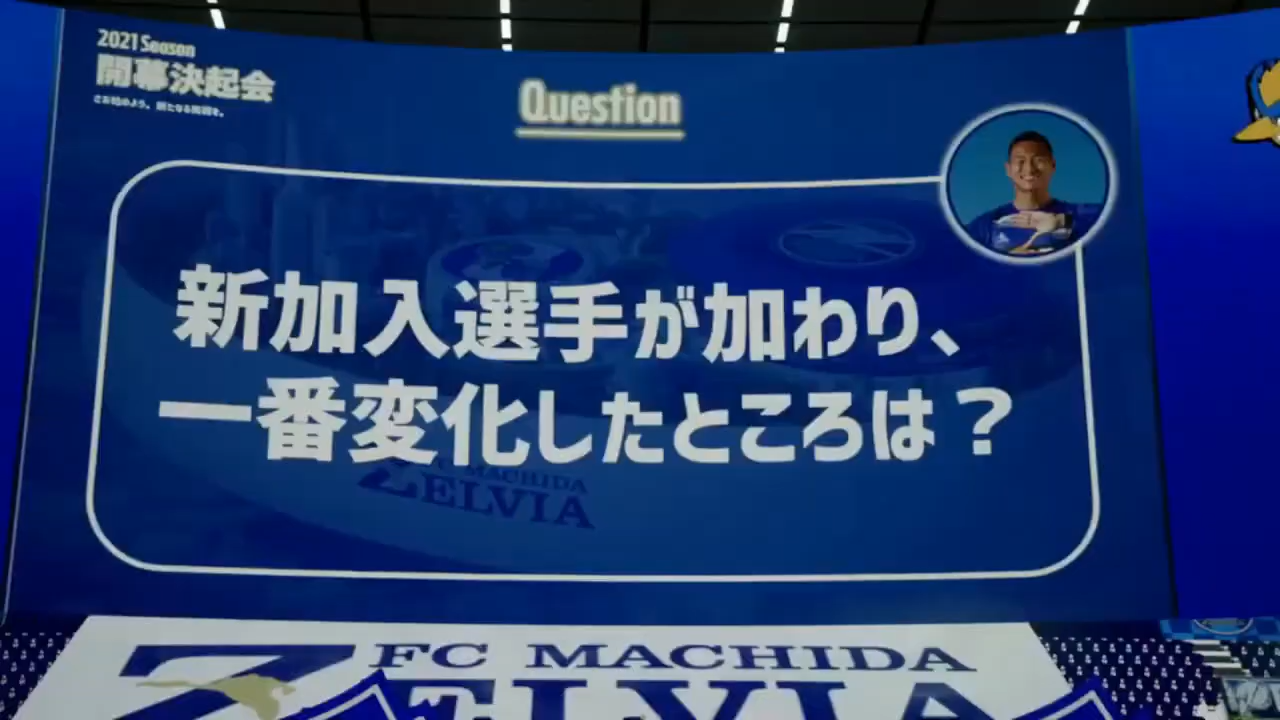 2021 Season
開幕決起会
Question
新加入選手が加わり、
一番変化したところは？
FC MACHIDA
ZELVIA
FC MACHIDA
ZELVIA